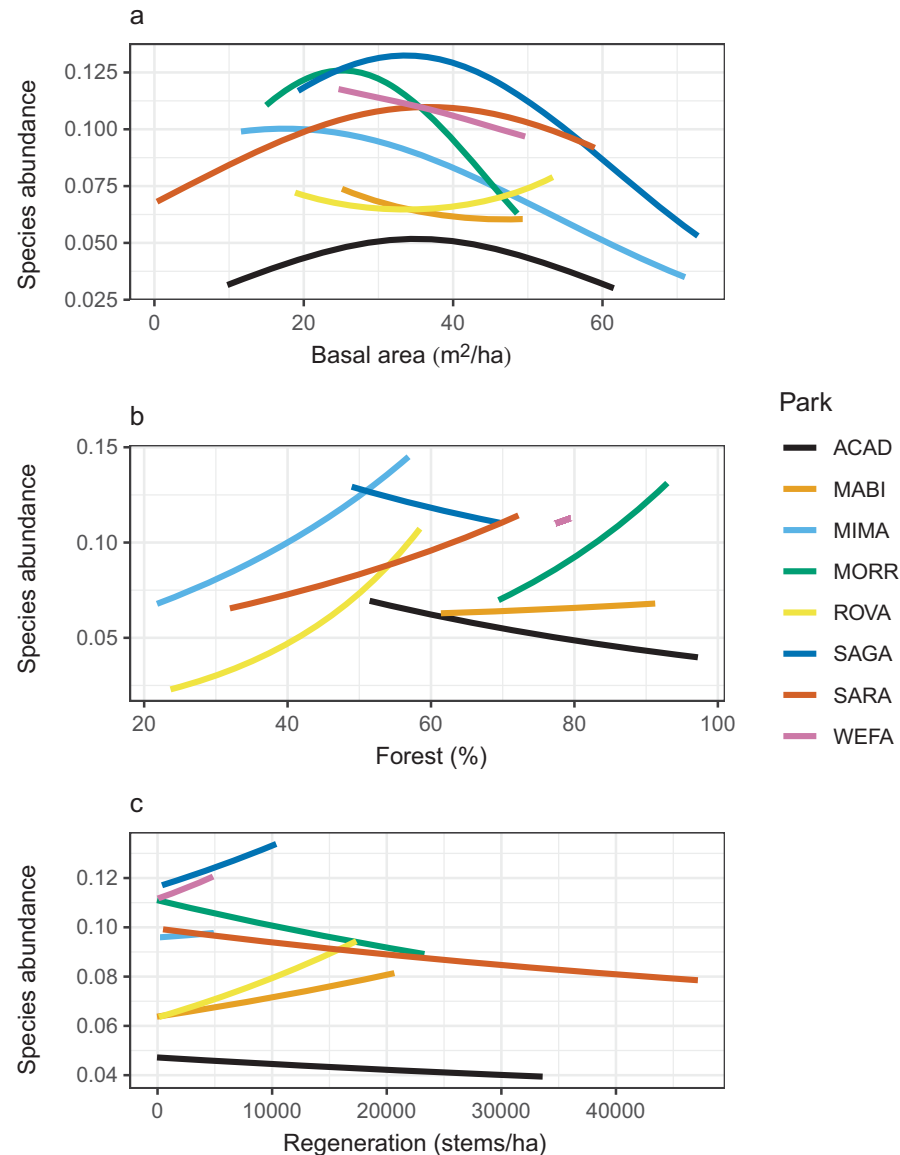 a
0.125
0.100
0.075
0.050
0.025
Species abundance
0 20 40 60
Basal area (m²/ha)
b
0.15
0.10
0.05
Species abundance
20 40 60 80 100
Forest (%)
Park
ACAD
MABI
MIMA
MORR
ROVA
SAGA
SARA
WEFA
c
0.12
0.10
0.08
0.06
0.04
Species abundance
0 10000 20000 30000 40000
Regeneration (stems/ha)